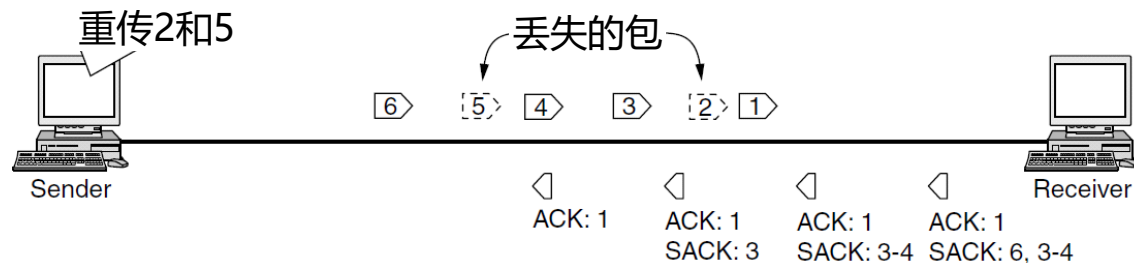 重传2和5
丢失的包
6 5 4 3 2 1
Sender
Receiver
ACK: 1
ACK: 1
SACK: 3
ACK: 1
SACK: 3-4
ACK: 1
SACK: 6, 3-4